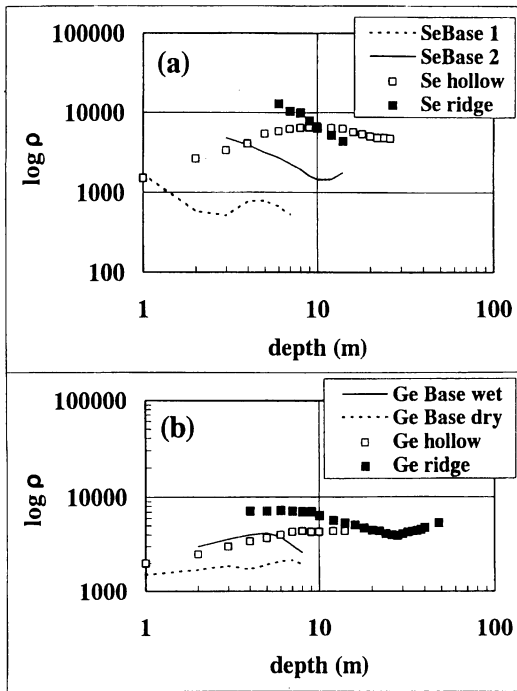 100000
10000
1000
100
log ρ
(a)
SeBase 1
SeBase 2
Se hollow
Se ridge
1
10
100
depth (m)
100000
10000
1000
log ρ
(b)
Ge Base wet
Ge Base dry
Ge hollow
Ge ridge
1
10
100
depth (m)